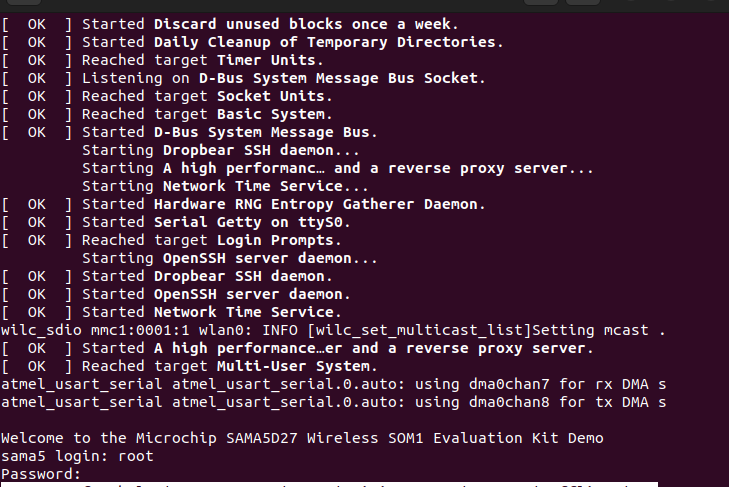 [  OK  ] Started Discard unused blocks once a week.
[  OK  ] Started Daily Cleanup of Temporary Directories.
[  OK  ] Reached target Timer Units.
[  OK  ] Listening on D-Bus System Message Bus Socket.
[  OK  ] Reached target Socket Units.
[  OK  ] Reached target Basic System.
[  OK  ] Started D-Bus System Message Bus.
         Starting Dropbear SSH daemon...
         Starting A high performanc… and a reverse proxy server...
         Starting Network Time Service...
[  OK  ] Started Hardware RNG Entropy Gatherer Daemon.
[  OK  ] Started Serial Getty on ttyS0.
[  OK  ] Reached target Login Prompts.
         Starting OpenSSH server daemon...
[  OK  ] Started Dropbear SSH daemon.
[  OK  ] Started OpenSSH server daemon.
[  OK  ] Started Network Time Service.
wilc_sdio mmc1:0001:1 wlan0: INFO [wilc_set_multicast_list]Setting mcast .
[  OK  ] Started A high performance…er and a reverse proxy server.
[  OK  ] Reached target Multi-User System.
atmel_usart_serial atmel_usart_serial.0.auto: using dma0chan7 for rx DMA s
atmel_usart_serial atmel_usart_serial.0.auto: using dma0chan8 for tx DMA s
Welcome to the Microchip SAMA5D27 Wireless SOM1 Evaluation Kit Demo
sama5 login: root
Password: